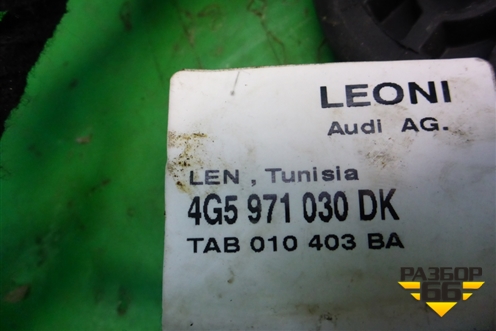 LEONI
Audi AG.
LEN , Tunisia
4G5 971 030 DK
TAB 010 403 BA
РАЗБОР
66